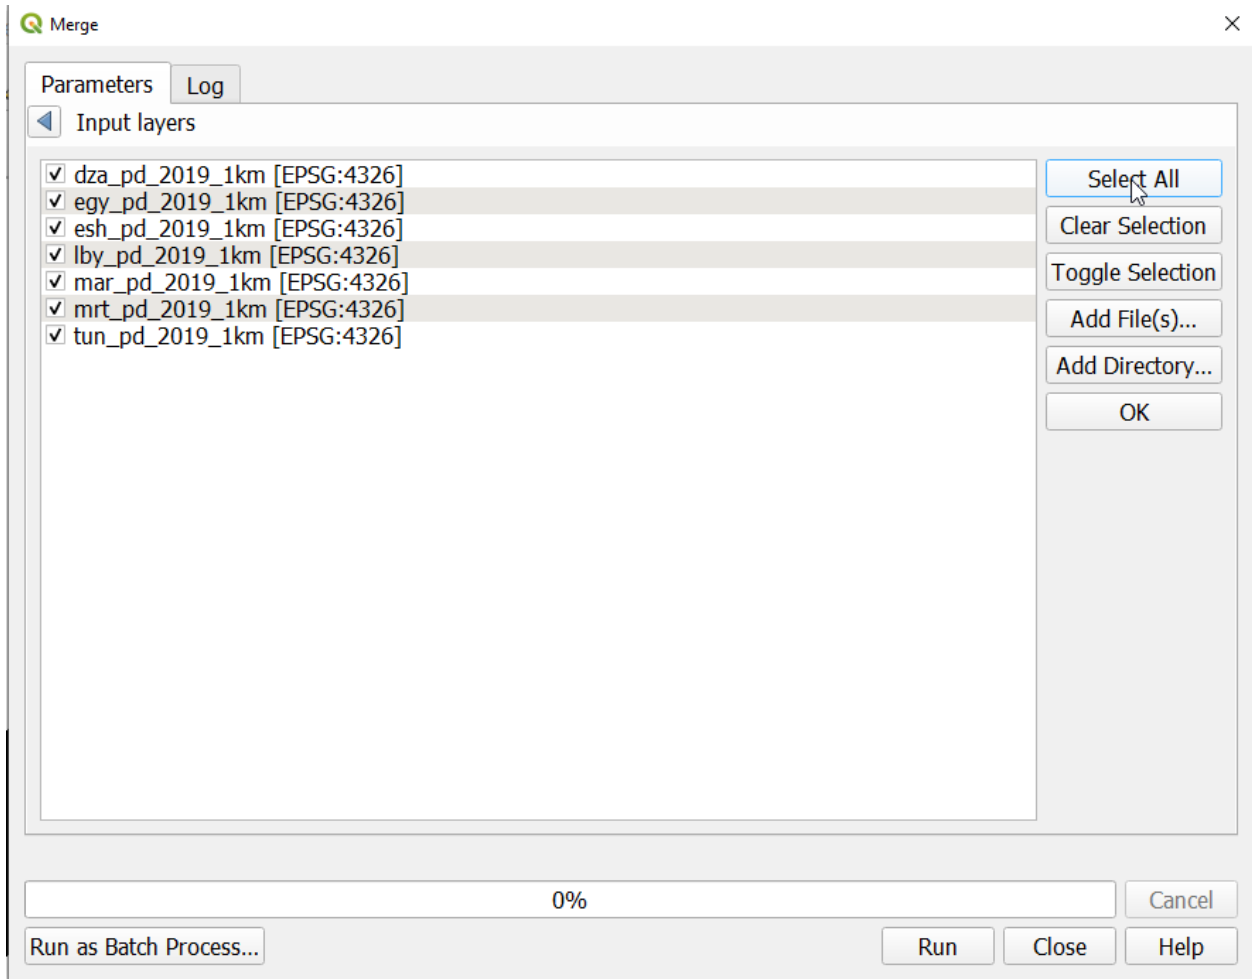 Merge
Parameters
Log
Input layers
dza_pd_2019_1km [EPSG:4326]
egy_pd_2019_1km [EPSG:4326]
esh_pd_2019_1km [EPSG:4326]
lby_pd_2019_1km [EPSG:4326]
mar_pd_2019_1km [EPSG:4326]
mrt_pd_2019_1km [EPSG:4326]
tun_pd_2019_1km [EPSG:4326]
Select All
Clear Selection
Toggle Selection
Add File(s)...
Add Directory...
OK
0%
Cancel
Run as Batch Process...
Run
Close
Help